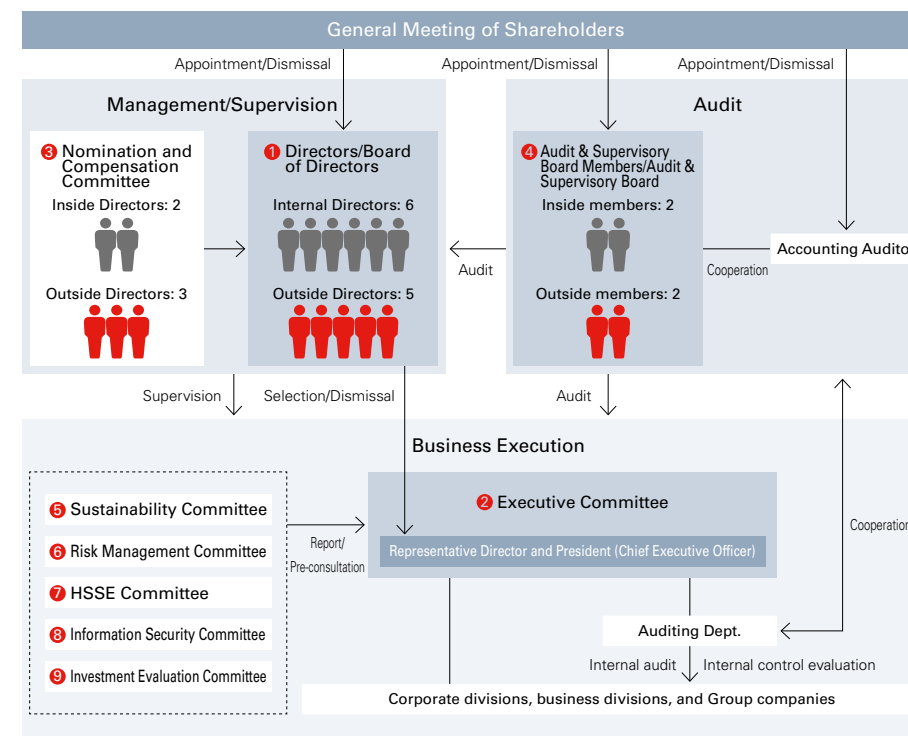 General Meeting of Shareholders
Appointment/Dismissal
Appointment/Dismissal
Appointment/Dismissal
Management/Supervision
Audit
3 Nomination and
Compensation
Committee
Inside Directors: 2
Outside Directors: 3
1 Directors/Board
of Directors
Internal Directors: 6
Outside Directors: 5
4 Audit & Supervisory
Board Members/Audit &
Supervisory Board
Inside members: 2
Outside members: 2
Audit
Cooperation
Accounting Audito
Supervision
Selection/Dismissal
Audit
Business Execution
5 Sustainability Committee
6 Risk Management Committee
7 HSSE Committee
8 Information Security Committee
9 Investment Evaluation Committee
Report/
Pre-consultation
2 Executive Committee
Representative Director and President (Chief Executive Officer)
Cooperation
Auditing Dept.
Internal audit
Internal control evaluation
Corporate divisions, business divisions, and Group companies